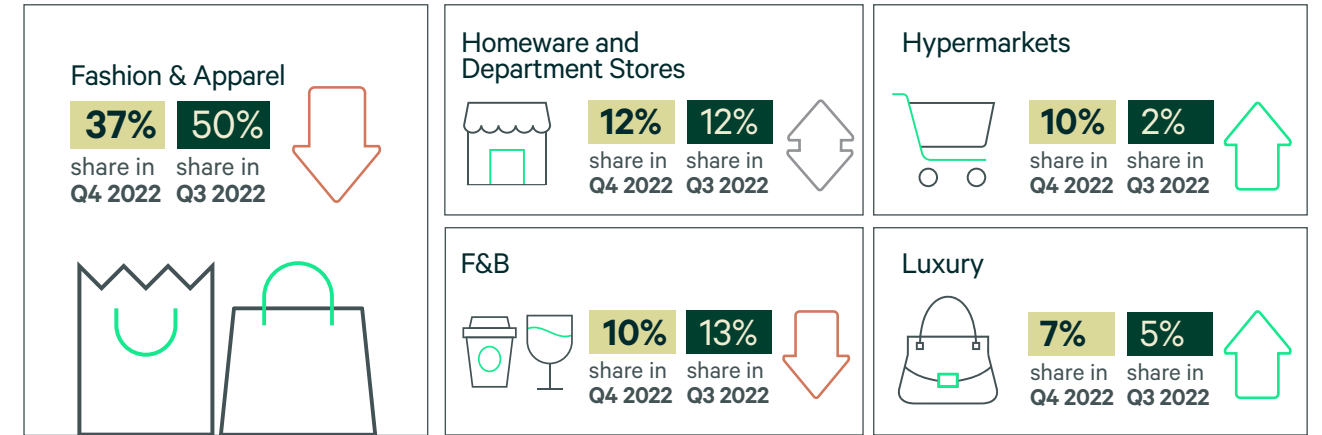 Fashion & Apparel
37% 50%
share in share in
Q4 2022 Q3 2022
Homeware and
Department Stores
12% 12%
share in share in
Q4 2022 Q3 2022
Hypermarkets
10% 2%
share in share in
Q4 2022 Q3 2022
F&B
10% 13%
share in share in
Q4 2022 Q3 2022
Luxury
7% 5%
share in share in
Q4 2022 Q3 2022